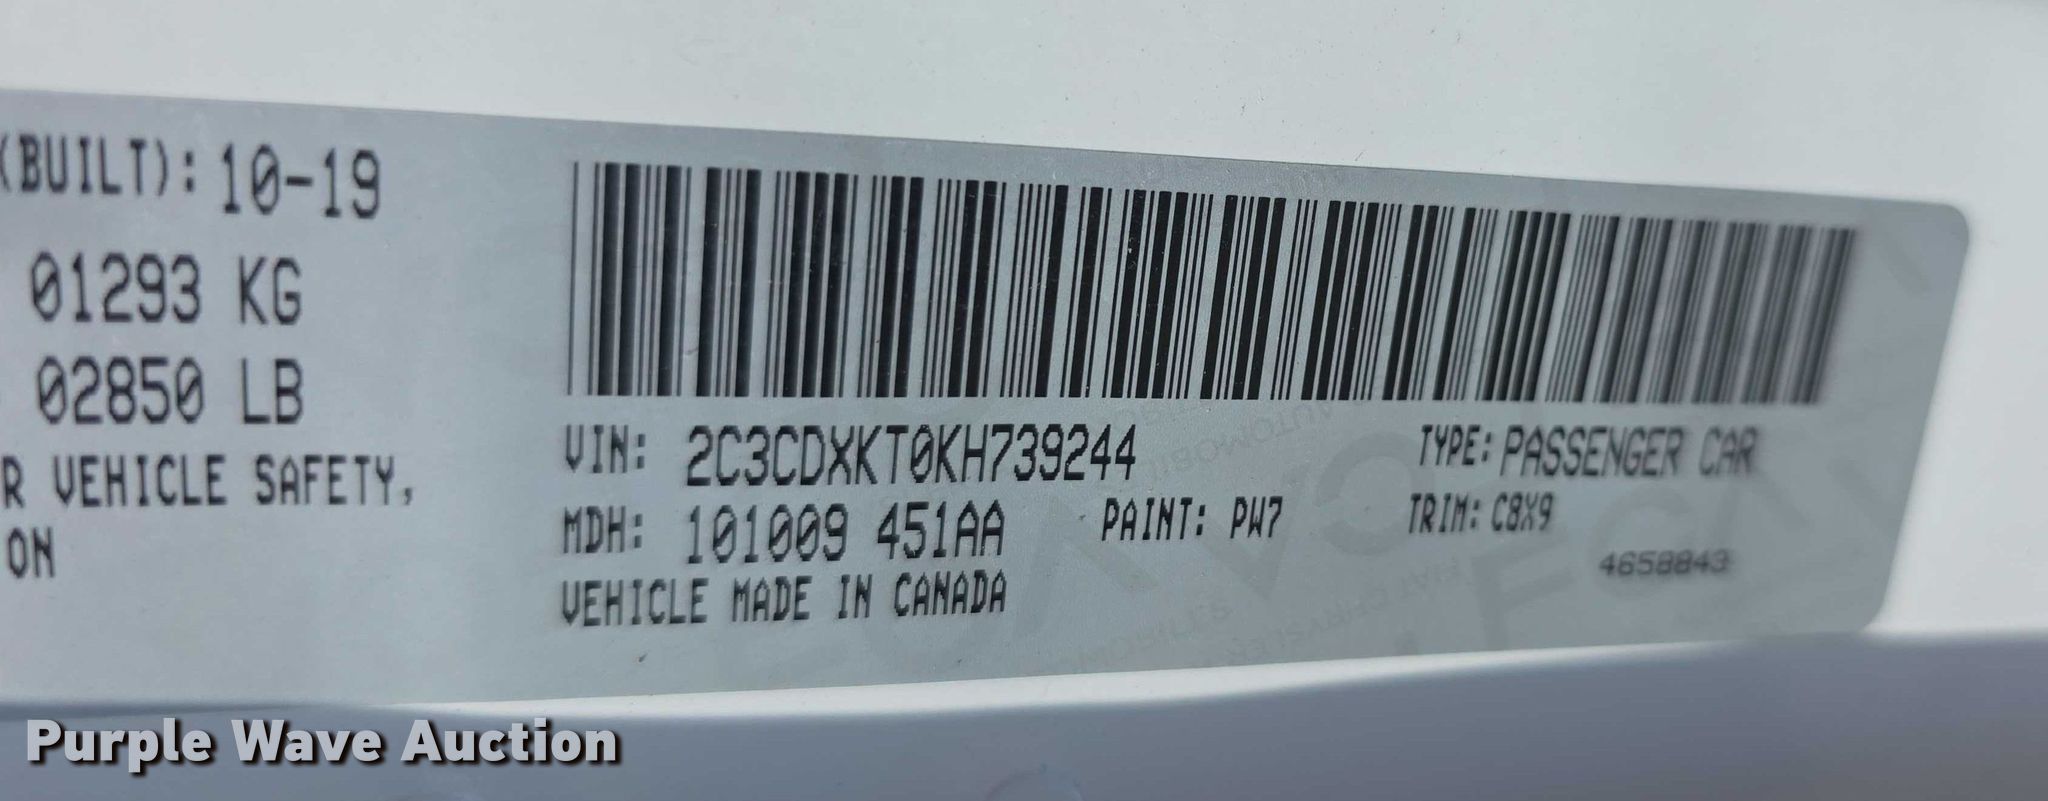 (BUILT): 10-19
01293 KG
02850 LB
R VEHICLE SAFETY,
ON
VIN: 2C3CDXKT0KH739244 TYPE: PASSENGER CAR
MDH: 101009 451AA PAINT: PW7 TRIM: C8X9
4658843
VEHICLE MADE IN CANADA
Purple Wave Auction